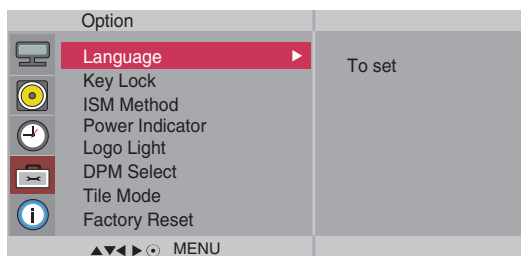 Option
Language
To set
Key Lock
ISM Method
Power Indicator
Logo Light
DPM Select
Tile Mode
Factory Reset
MENU